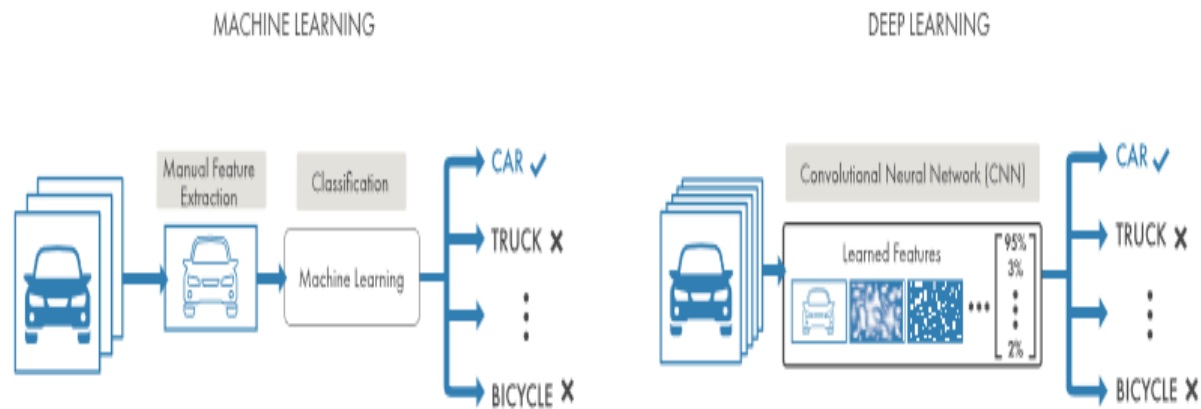 MACHINE LEARNING
Manual Feature
Extraction
Classification
Machine Learning
CAR ✓
TRUCK ✗
⋮
BICYCLE ✗
DEEP LEARNING
Convolutional Neural Network (CNN)
Learned Features
...
95%
3%
⋮
2%
CAR ✓
TRUCK ✗
⋮
BICYCLE ✗